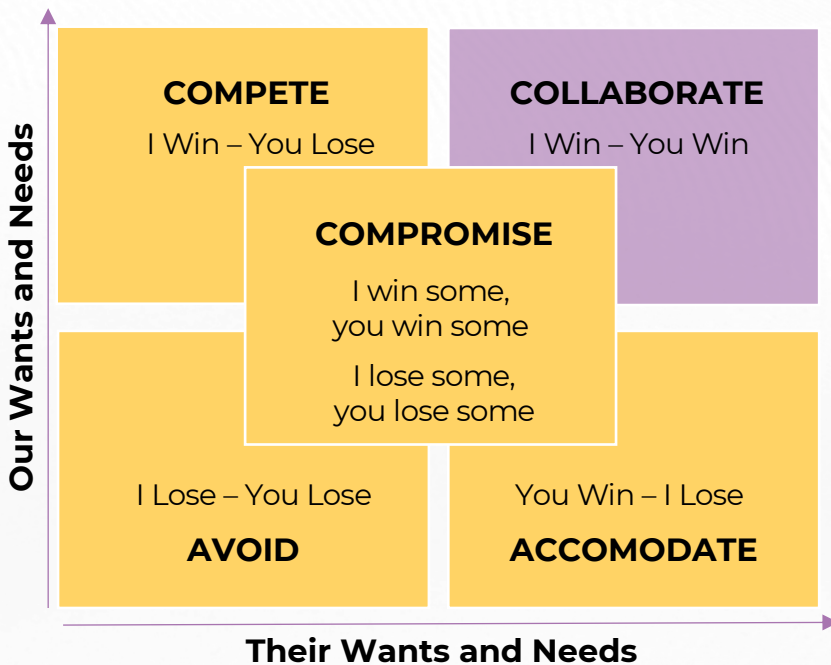 Our Wants and Needs
COMPETE
I Win – You Lose
COLLABORATE
I Win – You Win
COMPROMISE
I win some,
you win some
I lose some,
you lose some
I Lose – You Lose
AVOID
You Win – I Lose
ACCOMODATE
Their Wants and Needs